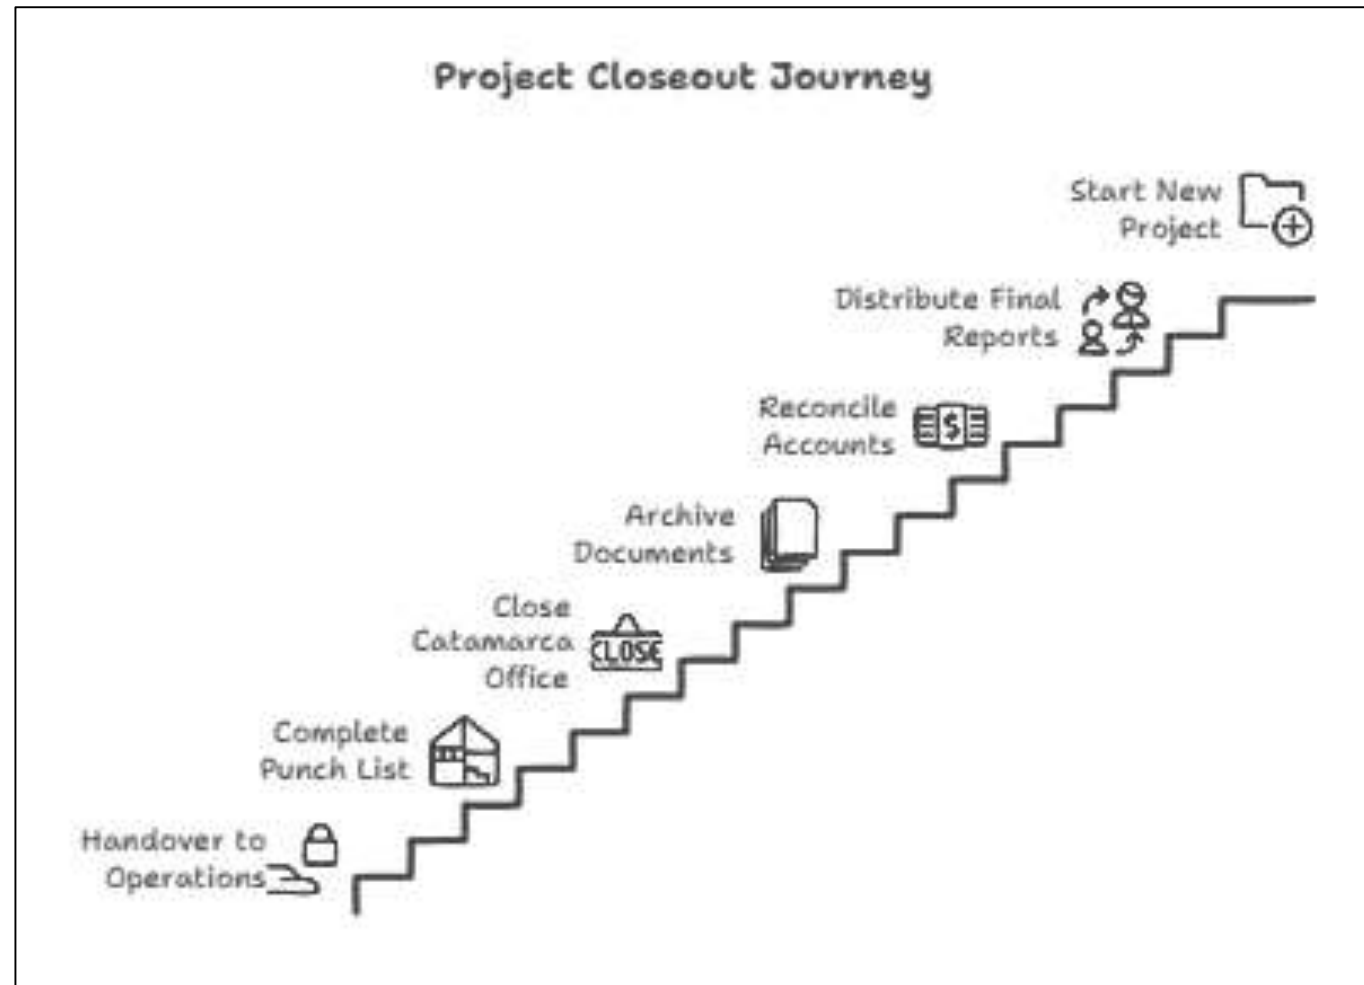 Project Closeout Journey
Start New
Project
Distribute Final
Reports
Reconcile
Accounts
$
Archive
Documents
Close
Catamarca
Office
CLOSE
Complete
Punch List
Handover to
Operations